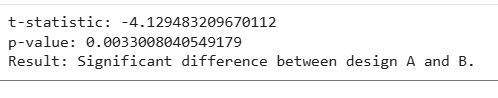 t-statistic: -4.129483209670112
p-value: 0.0033008040549179
Result: Significant difference between design A and B.